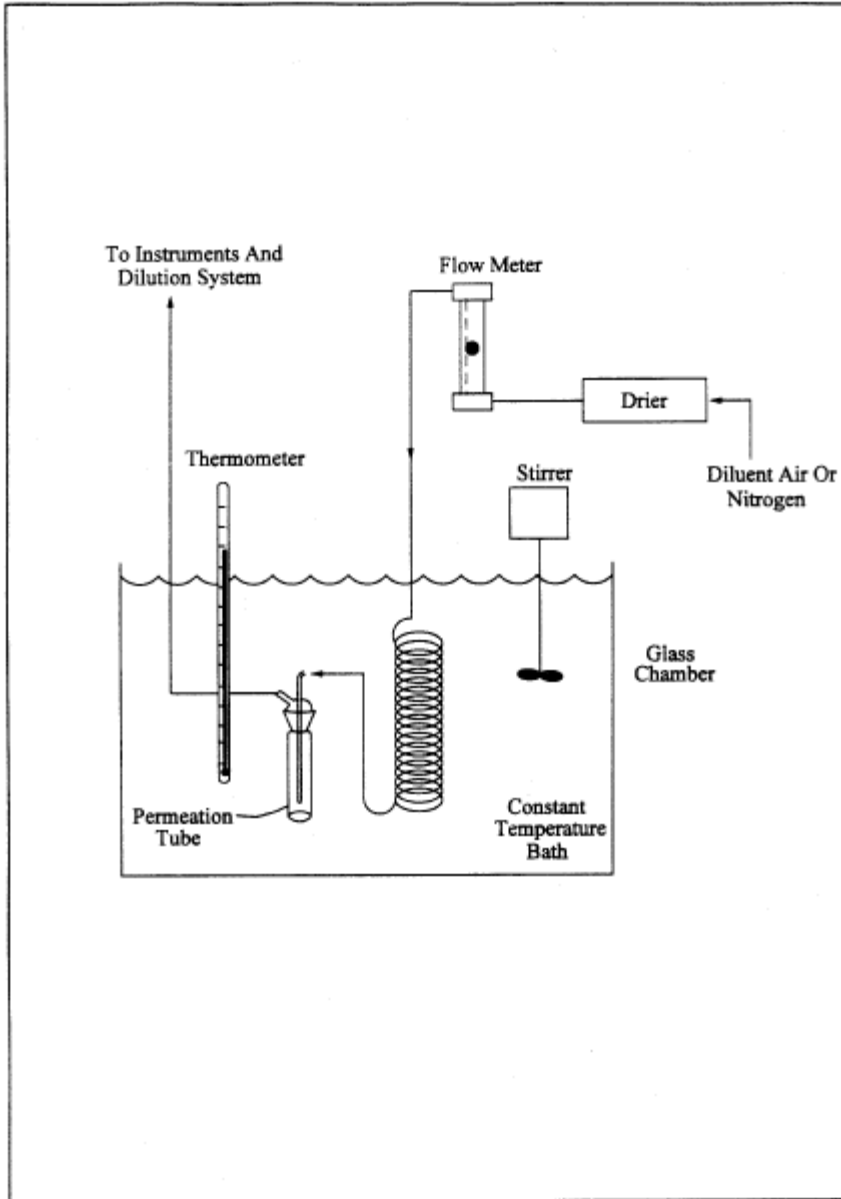 To Instruments And
Dilution System
Flow Meter
Drier
Diluent Air Or
Nitrogen
Thermometer
Stirrer
Glass
Chamber
Permeation
Tube
Constant
Temperature
Bath